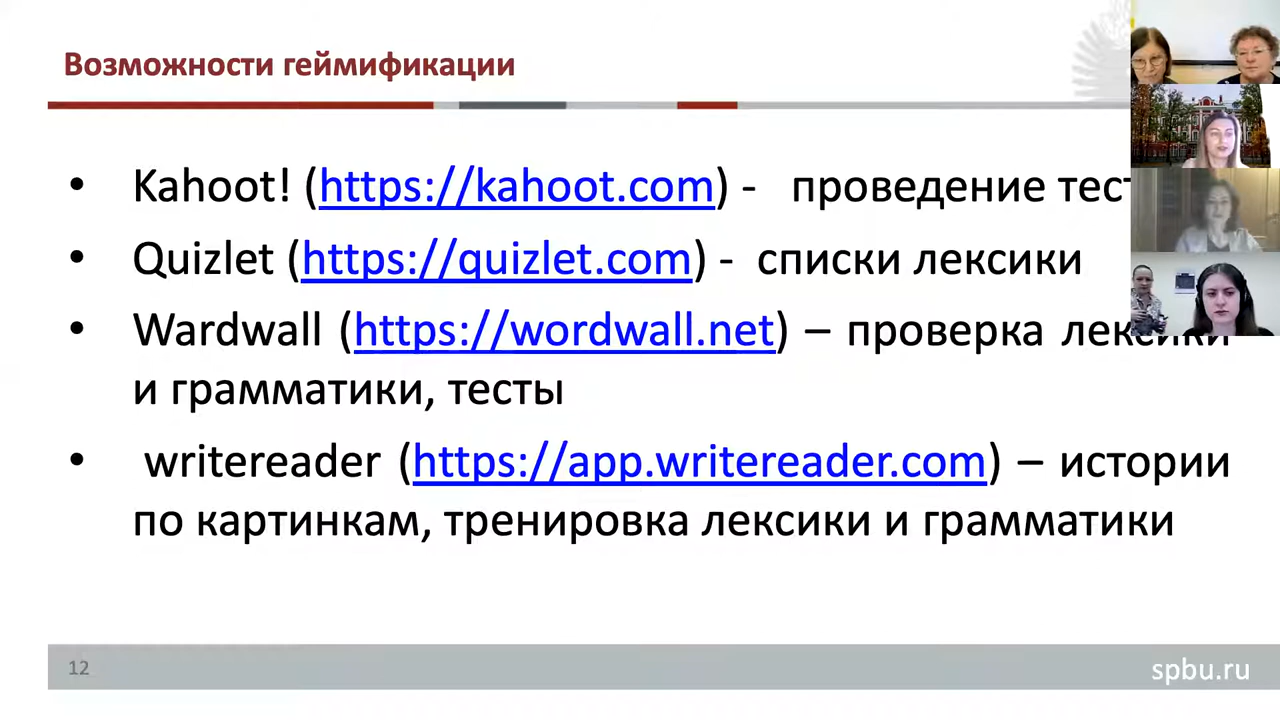 Возможности геймификации
• Kahoot! (https://kahoot.com) - проведение
• Quizlet (https://quizlet.com) - списки лексики
• Wardwall (https://wordwall.net) – проверка лексики
и грамматики, тесты
• writereader (https://app.writereader.com) – истории
по картинкам, тренировка лексики и грамматики
12
spbu.ru